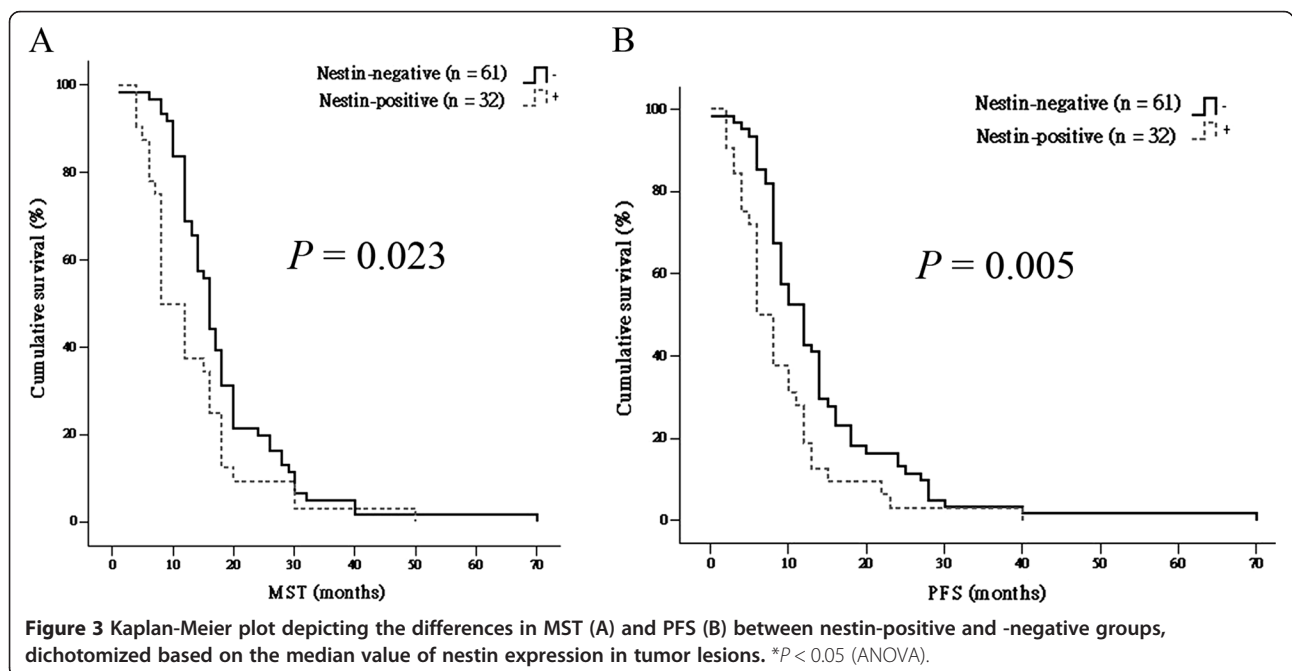 A
Nestin-negative (n = 61) -
Nestin-positive (n = 32) +
100
80
60
40
20
0
Cumulative survival (%)
P = 0.023
0 10 20 30 40 50 60 70
MST (months)
B
Nestin-negative (n = 61) -
Nestin-positive (n = 32) +
100
80
60
40
20
0
Cumulative survival (%)
P = 0.005
0 10 20 30 40 50 60 70
PFS (months)
Figure 3 Kaplan-Meier plot depicting the differences in MST (A) and PFS (B) between nestin-positive and -negative groups,
dichotomized based on the median value of nestin expression in tumor lesions. *P < 0.05 (ANOVA).